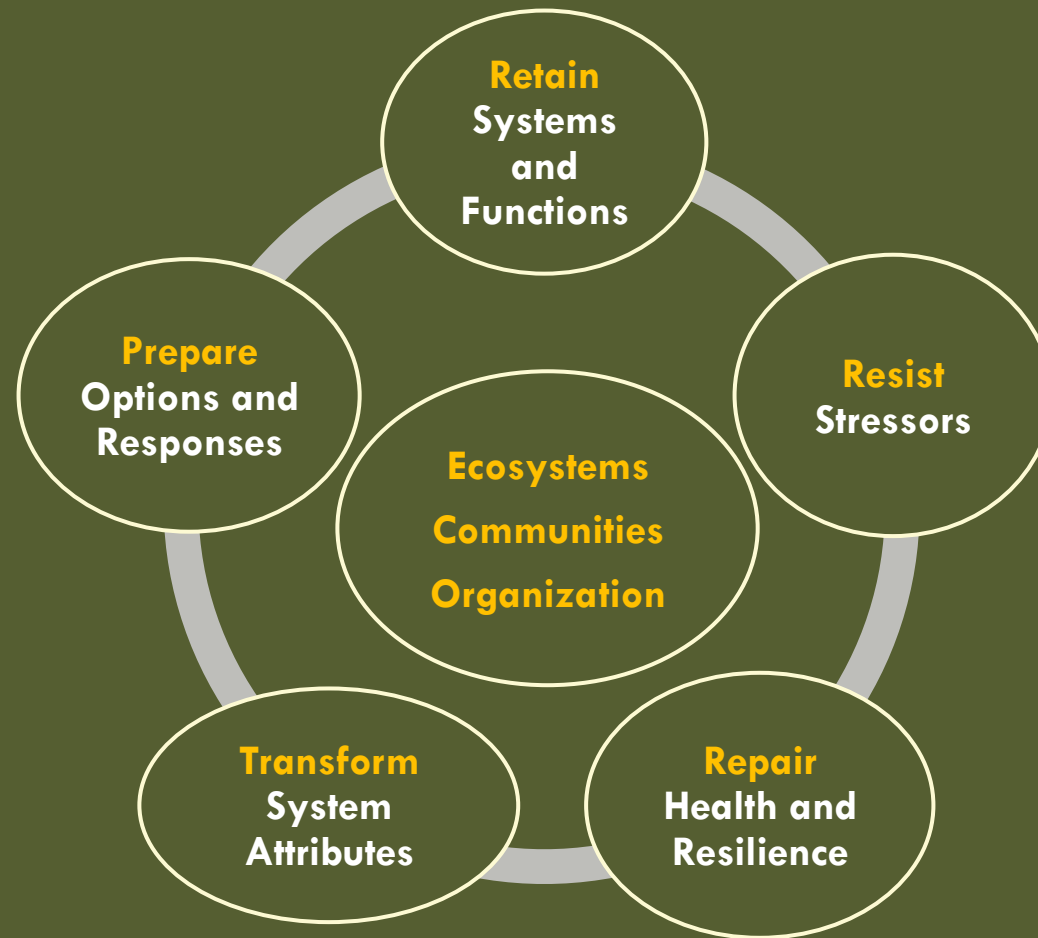 Retain
Systems
and
Functions
Resist
Stressors
Repair
Health and
Resilience
Transform
System
Attributes
Prepare
Options and
Responses
Ecosystems
Communities
Organization